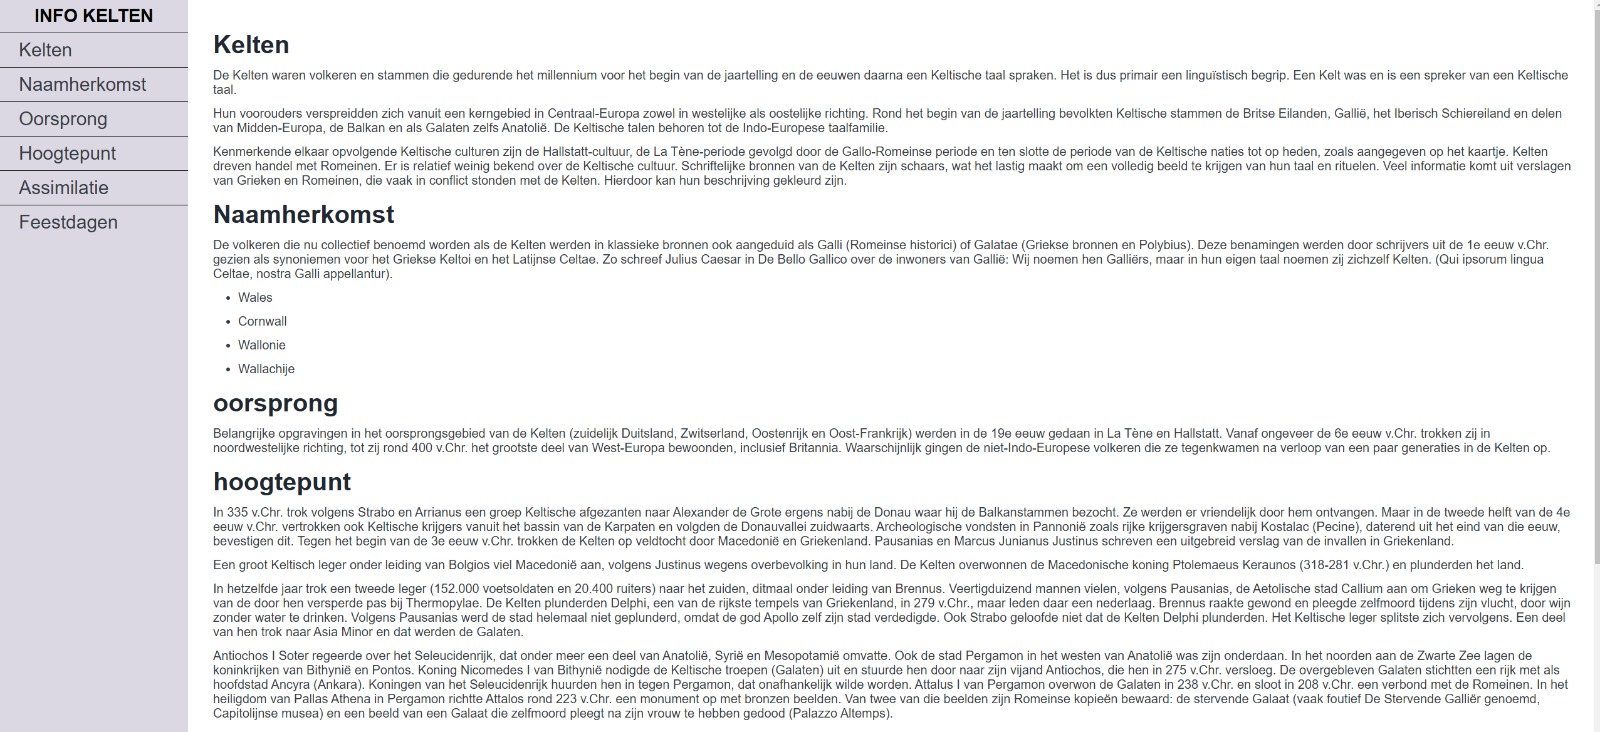 INFO KELTEN
Kelten
Naamherkomst
Oorsprong
Hoogtepunt
Assimilatie
Feestdagen
Kelten
De Kelten waren volkeren en stammen die gedurende het millennium voor het begin van de jaartelling en de eeuwen daarna een Keltische taal spraken. Het is dus primair een linguïstisch begrip. Een Kelt was en is een spreker van een Keltische
taal.
Hun voorouders verspreidden zich vanuit een kerngebied in Centraal-Europa zowel in westelijke als oostelijke richting. Rond het begin van de jaartelling bevolkten Keltische stammen de Britse Eilanden, Gallië, het Iberisch Schiereiland en delen
van Midden-Europa, de Balkan en als Galaten zelfs Anatolië. De Keltische talen behoren tot de Indo-Europese taalfamilie.
Kenmerkende elkaar opvolgende Keltische culturen zijn de Hallstatt-cultuur, de La Tène-periode gevolgd door de Gallo-Romeinse periode en ten slotte de periode van de Keltische naties tot op heden, zoals aangegeven op het kaartje. Kelten
dreven handel met Romeinen. Er is relatief weinig bekend over de Keltische cultuur. Schriftelijke bronnen van de Kelten zijn schaars, wat het lastig maakt om een volledig beeld te krijgen van hun taal en rituelen. Veel informatie komt uit verslagen
van Grieken en Romeinen, die vaak in conflict stonden met de Kelten. Hierdoor kan hun beschrijving gekleurd zijn.
Naamherkomst
De volkeren die nu collectief benoemd worden als de Kelten werden in klassieke bronnen ook aangeduid als Galli (Romeinse historici) of Galatae (Griekse bronnen en Polybius). Deze benamingen werden door schrijvers uit de 1e eeuw v.Chr.
gezien als synoniemen voor het Griekse Keltoi en het Latijnse Celtae. Zo schreef Julius Caesar in De Bello Gallico over de inwoners van Gallië: Wij noemen hen Galliërs, maar in hun eigen taal noemen zij zichzelf Kelten. (Qui ipsorum lingua
Celtae, nostra Galli appellantur).
• Wales
• Cornwall
• Wallonie
• Wallachije
oorsprong
Belangrijke opgravingen in het oorsprongsgebied van de Kelten (zuidelijk Duitsland, Zwitserland, Oostenrijk en Oost-Frankrijk) werden in de 19e eeuw gedaan in La Tène en Hallstatt. Vanaf ongeveer de 6e eeuw v.Chr. trokken zij in
noordwestelijke richting, tot zij rond 400 v.Chr. het grootste deel van West-Europa bewoonden, inclusief Britannia. Waarschijnlijk gingen de niet-Indo-Europese volkeren die ze tegenkwamen na verloop van een paar generaties in de Kelten op.
hoogtepunt
In 335 v.Chr. trok volgens Strabo en Arrianus een groep Keltische afgezanten naar Alexander de Grote ergens nabij de Donau waar hij de Balkanstammen bezocht. Ze werden er vriendelijk door hem ontvangen. Maar in de tweede helft van de 4e
eeuw v.Chr. vertrokken ook Keltische krijgers vanuit het bassin van de Karpaten en volgden de Donauvallei zuidwaarts. Archeologische vondsten in Pannonië zoals rijke krijgersgraven nabij Kostalac (Pecine), daterend uit het eind van die eeuw,
bevestigen dit. Tegen het begin van de 3e eeuw v.Chr. trokken de Kelten op veldtocht door Macedonië en Griekenland. Pausanias en Marcus Junianus Justinus schreven een uitgebreid verslag van de invallen in Griekenland.
Een groot Keltisch leger onder leiding van Bolgios viel Macedonië aan, volgens Justinus wegens overbevolking in hun land. De Kelten overwonnen de Macedonische koning Ptolemaeus Keraunos (318-281 v.Chr.) en plunderden het land.
In hetzelfde jaar trok een tweede leger (152.000 voetsoldaten en 20.400 ruiters) naar het zuiden, ditmaal onder leiding van Brennus. Veertigduizend mannen vielen, volgens Pausanias, de Aetolische stad Callium aan om Grieken weg te krijgen
van de door hen versperde pas bij Thermopylae. De Kelten plunderden Delphi, een van de rijkste tempels van Griekenland, in 279 v.Chr., maar leden daar een nederlaag. Brennus raakte gewond en pleegde zelfmoord tijdens zijn vlucht, door wijn
zonder water te drinken. Volgens Pausanias werd de stad helemaal niet geplunderd, omdat de god Apollo zelf zijn stad verdedigde. Ook Strabo geloofde niet dat de Kelten Delphi plunderden. Het Keltische leger splitste zich vervolgens. Een deel
van hen trok naar Asia Minor en dat werden de Galaten.
Antiochos I Soter regeerde over het Seleucidenrijk, dat onder meer een deel van Anatolië, Syrië en Mesopotamië omvatte. Ook de stad Pergamon in het westen van Anatolië was zijn onderdaan. In het noorden aan de Zwarte Zee lagen de
koninkrijken van Bithynië en Pontos. Koning Nicomedes I van Bithynië nodigde de Keltische troepen (Galaten) uit en stuurde hen door naar zijn vijand Antiochos, die hen in 275 v.Chr. versloeg. De overgebleven Galaten stichtten een rijk met als
hoofdstad Ancyra (Ankara). Koningen van het Seleucidenrijk huurden hen in tegen Pergamon, dat onafhankelijk wilde worden. Attalus I van Pergamon overwon de Galaten in 238 v.Chr. en sloot in 208 v.Chr. een verbond met de Romeinen. In het
heiligdom van Pallas Athena in Pergamon richtte Attalos rond 223 v.Chr. een monument op met bronzen beelden. Van twee van die beelden zijn Romeinse kopieën bewaard: de stervende Galaat (vaak foutief De Stervende Galliër genoemd,
Capitolijnse musea) en een beeld van een Galaat die zelfmoord pleegt na zijn vrouw te hebben gedood (Palazzo Altemps).